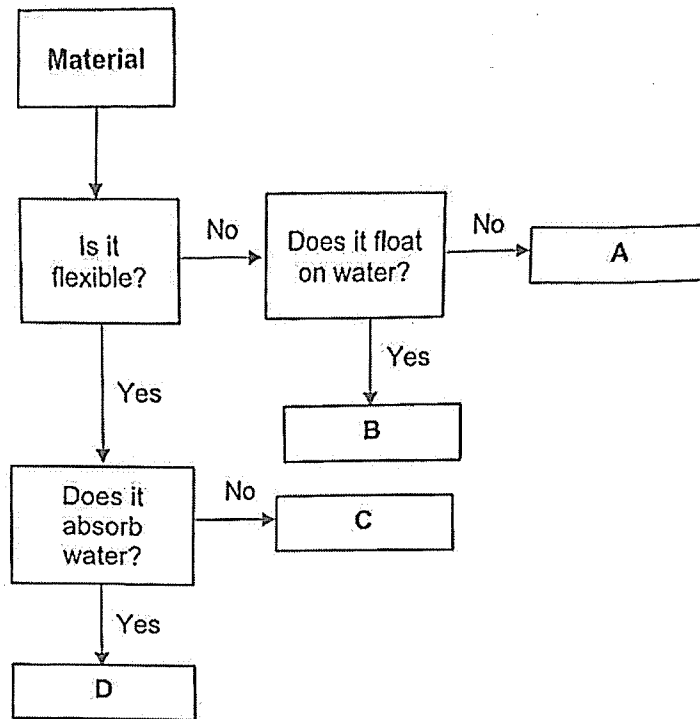 Material
Is it
flexible?
No
Does it float
on water?
No
A
Yes
Yes
B
Does it
absorb
water?
No
C
Yes
D